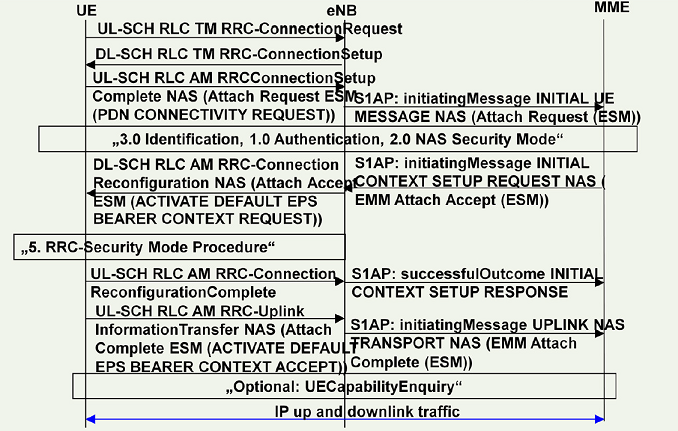 UE eNB MME
UL-SCH RLC TM RRC-ConnectionRequest
DL-SCH RLC TM RRC-ConnectionSetup
UL-SCH RLC AM RRCConnectionSetup
Complete NAS (Attach Request ESM
(PDN CONNECTIVITY REQUEST))
S1AP: initiatingMessage INITIAL UE
MESSAGE NAS (Attach Request (ESM))
„3.0 Identification, 1.0 Authentication, 2.0 NAS Security Mode“
DL-SCH RLC AM RRC-Connection
Reconfiguration NAS (Attach Accept
ESM (ACTIVATE DEFAULT EPS
BEARER CONTEXT REQUEST))
S1AP: initiatingMessage INITIAL
CONTEXT SETUP REQUEST NAS (
EMM Attach Accept (ESM))
„5. RRC-Security Mode Procedure“
UL-SCH RLC AM RRC-Connection
ReconfigurationComplete
S1AP: successfulOutcome INITIAL
CONTEXT SETUP RESPONSE
UL-SCH RLC AM RRC-Uplink
InformationTransfer NAS (Attach
Complete ESM (ACTIVATE DEFAULT
EPS BEARER CONTEXT ACCEPT))
S1AP: initiatingMessage UPLINK NAS
TRANSPORT NAS (EMM Attach
Complete (ESM))
„Optional: UECapabilityEnquiry“
IP up and downlink traffic